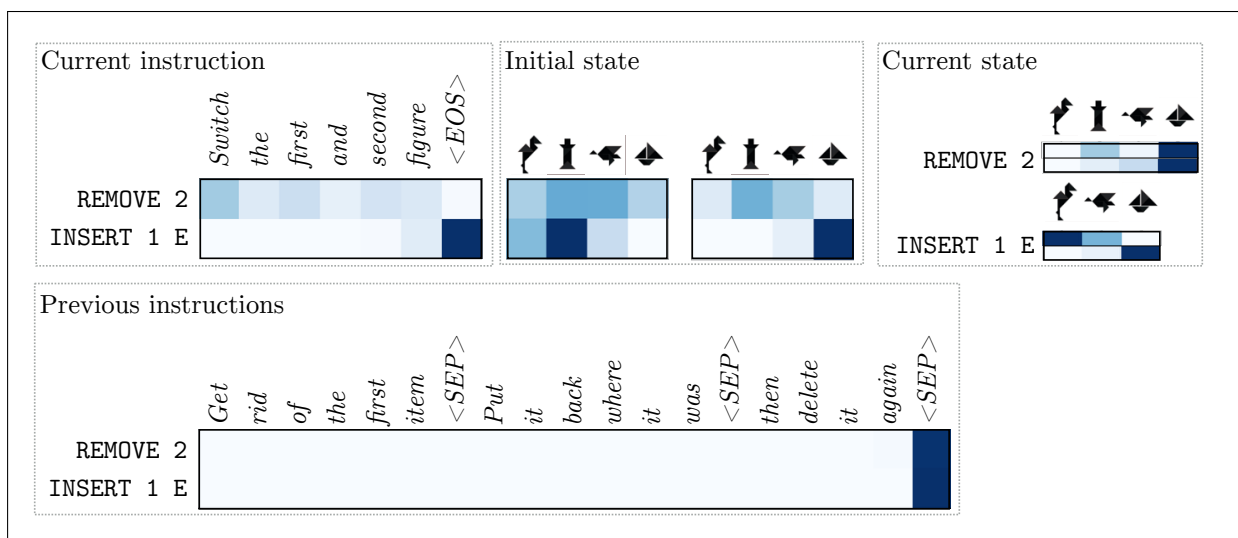 Current instruction
Switch the first and second figure <EOS>
REMOVE 2
INSERT 1 E
Initial state
Current state
REMOVE 2
INSERT 1 E
Previous instructions
Get rid of the first item <SEP> Put it back where it was <SEP> then delete it again <SEP>
REMOVE 2
INSERT 1 E